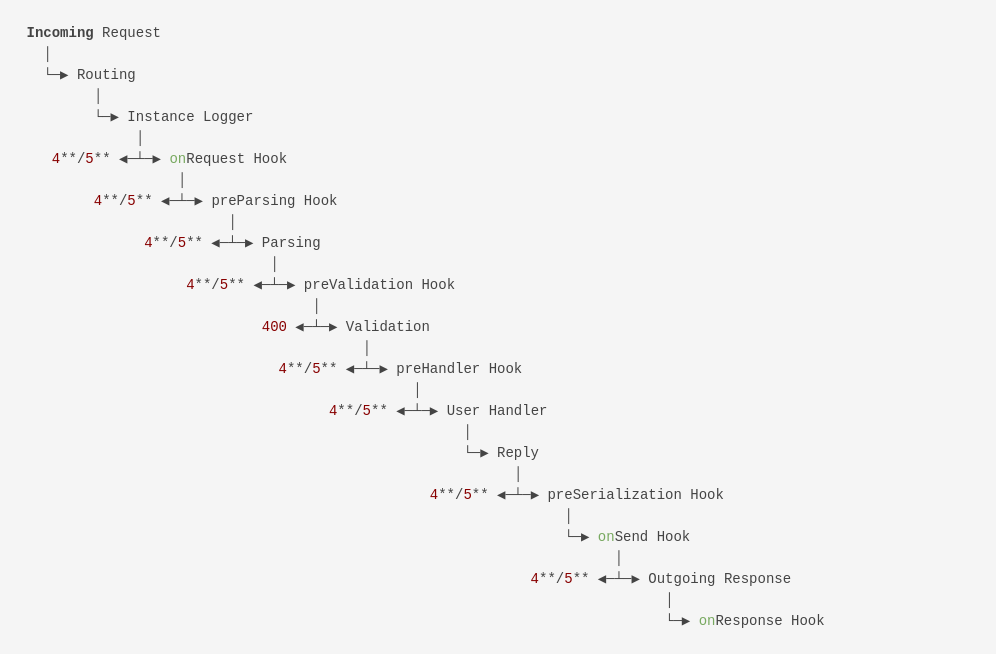 Incoming Request
Routing
Instance Logger
4**/5** ◄─┴─► onRequest Hook
4**/5** ◄─┴─► preParsing Hook
4**/5** ◄─┴─► Parsing
4**/5** ◄─┴─► preValidation Hook
400 ◄─┴─► Validation
4**/5** ◄─┴─► preHandler Hook
4**/5** ◄─┴─► User Handler
Reply
4**/5** ◄─┴─► preSerialization Hook
onSend Hook
4**/5** ◄─┴─► Outgoing Response
onResponse Hook